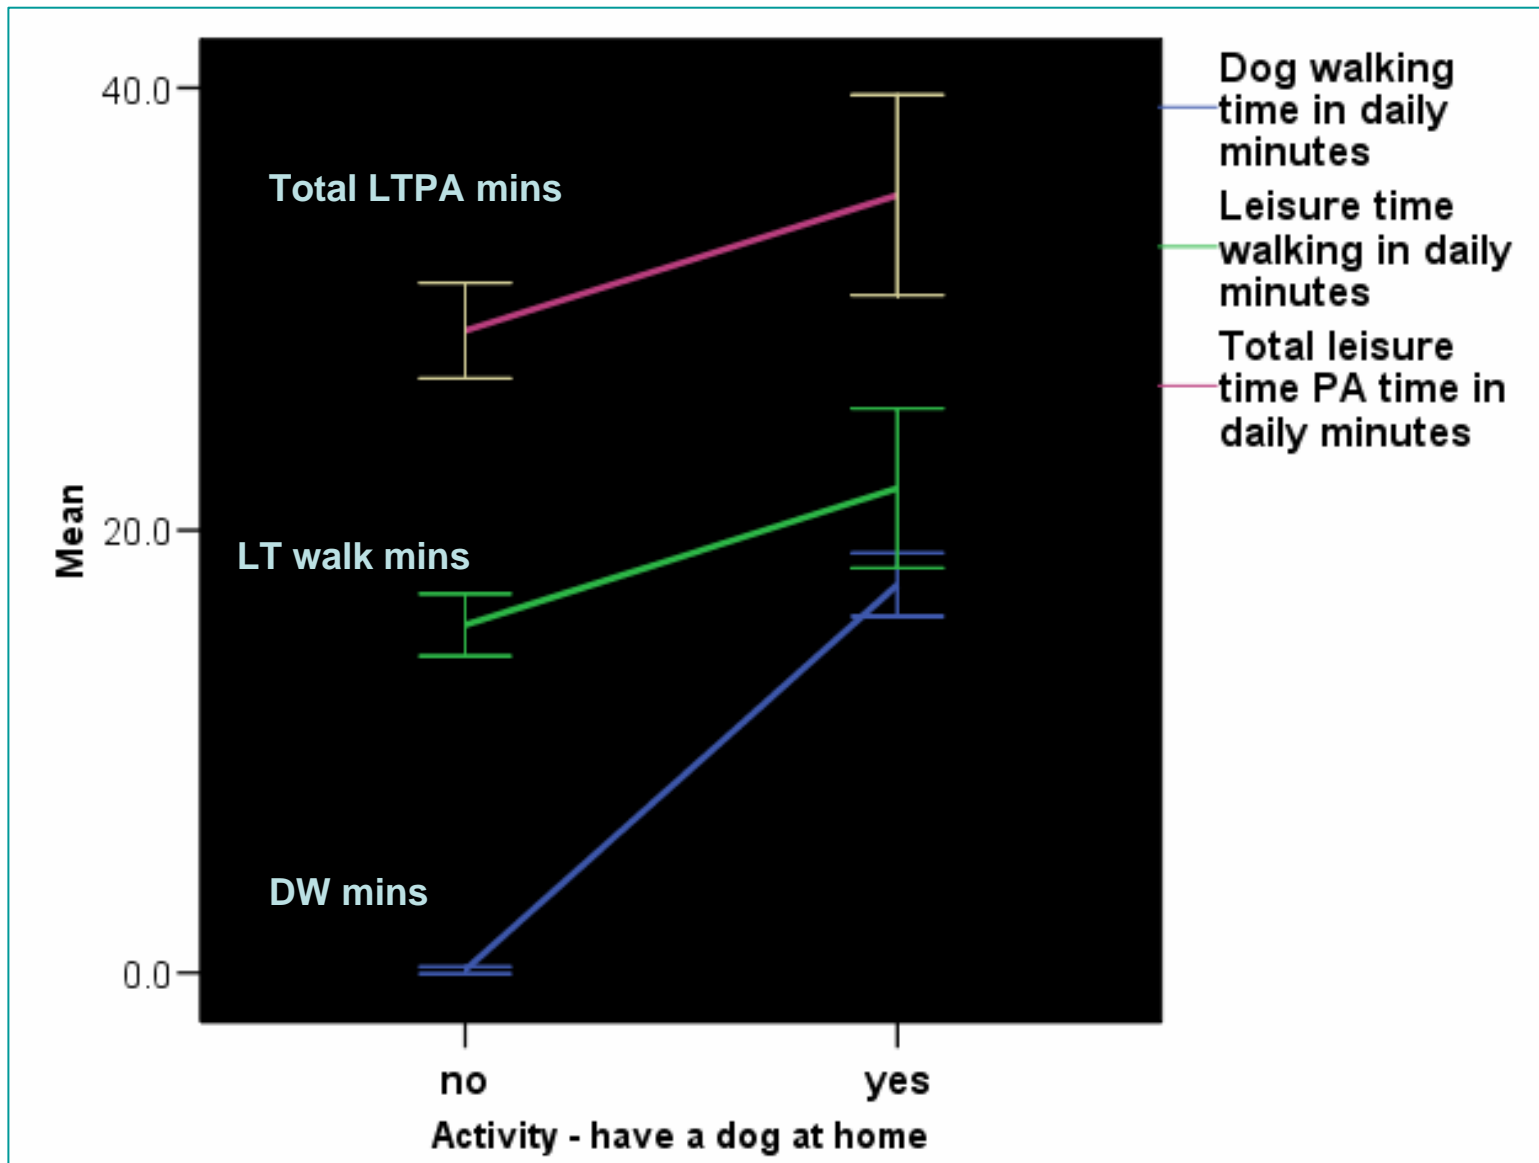 40.0
20.0
0.0
Mean
Total LTPA mins
LT walk mins
DW mins
no
yes
Activity - have a dog at home
Dog walking
time in daily
minutes
Leisure time
walking in daily
minutes
Total leisure
time PA time in
daily minutes